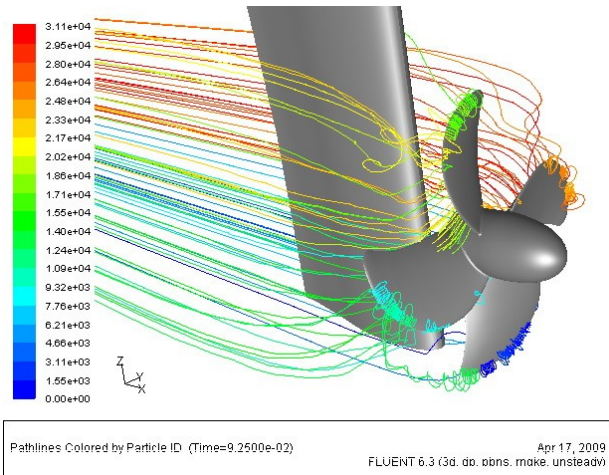 3.11e+04
2.95e+04
2.80e+04
2.64e+04
2.48e+04
2.33e+04
2.17e+04
2.02e+04
1.86e+04
1.71e+04
1.55e+04
1.40e+04
1.24e+04
1.09e+04
9.32e+03
7.76e+03
6.21e+03
4.66e+03
3.11e+03
1.55e+03
0.00e+00
Z
Y
X
Pathlines Colored by Particle ID (Time=9.2500e-02)
Apr 17, 2009
FLUENT 6.3 (3d, dp, pbns, rngke, unsteady)